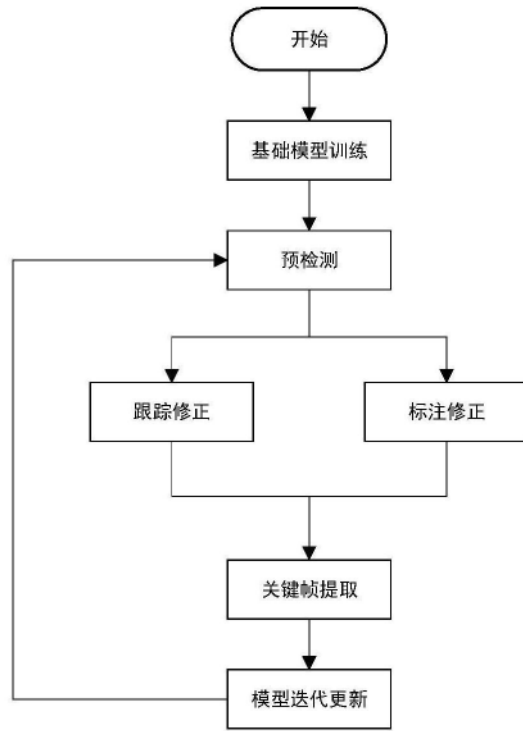 开始
基础模型训练
预检测
跟踪修正
标注修正
关键帧提取
模型迭代更新